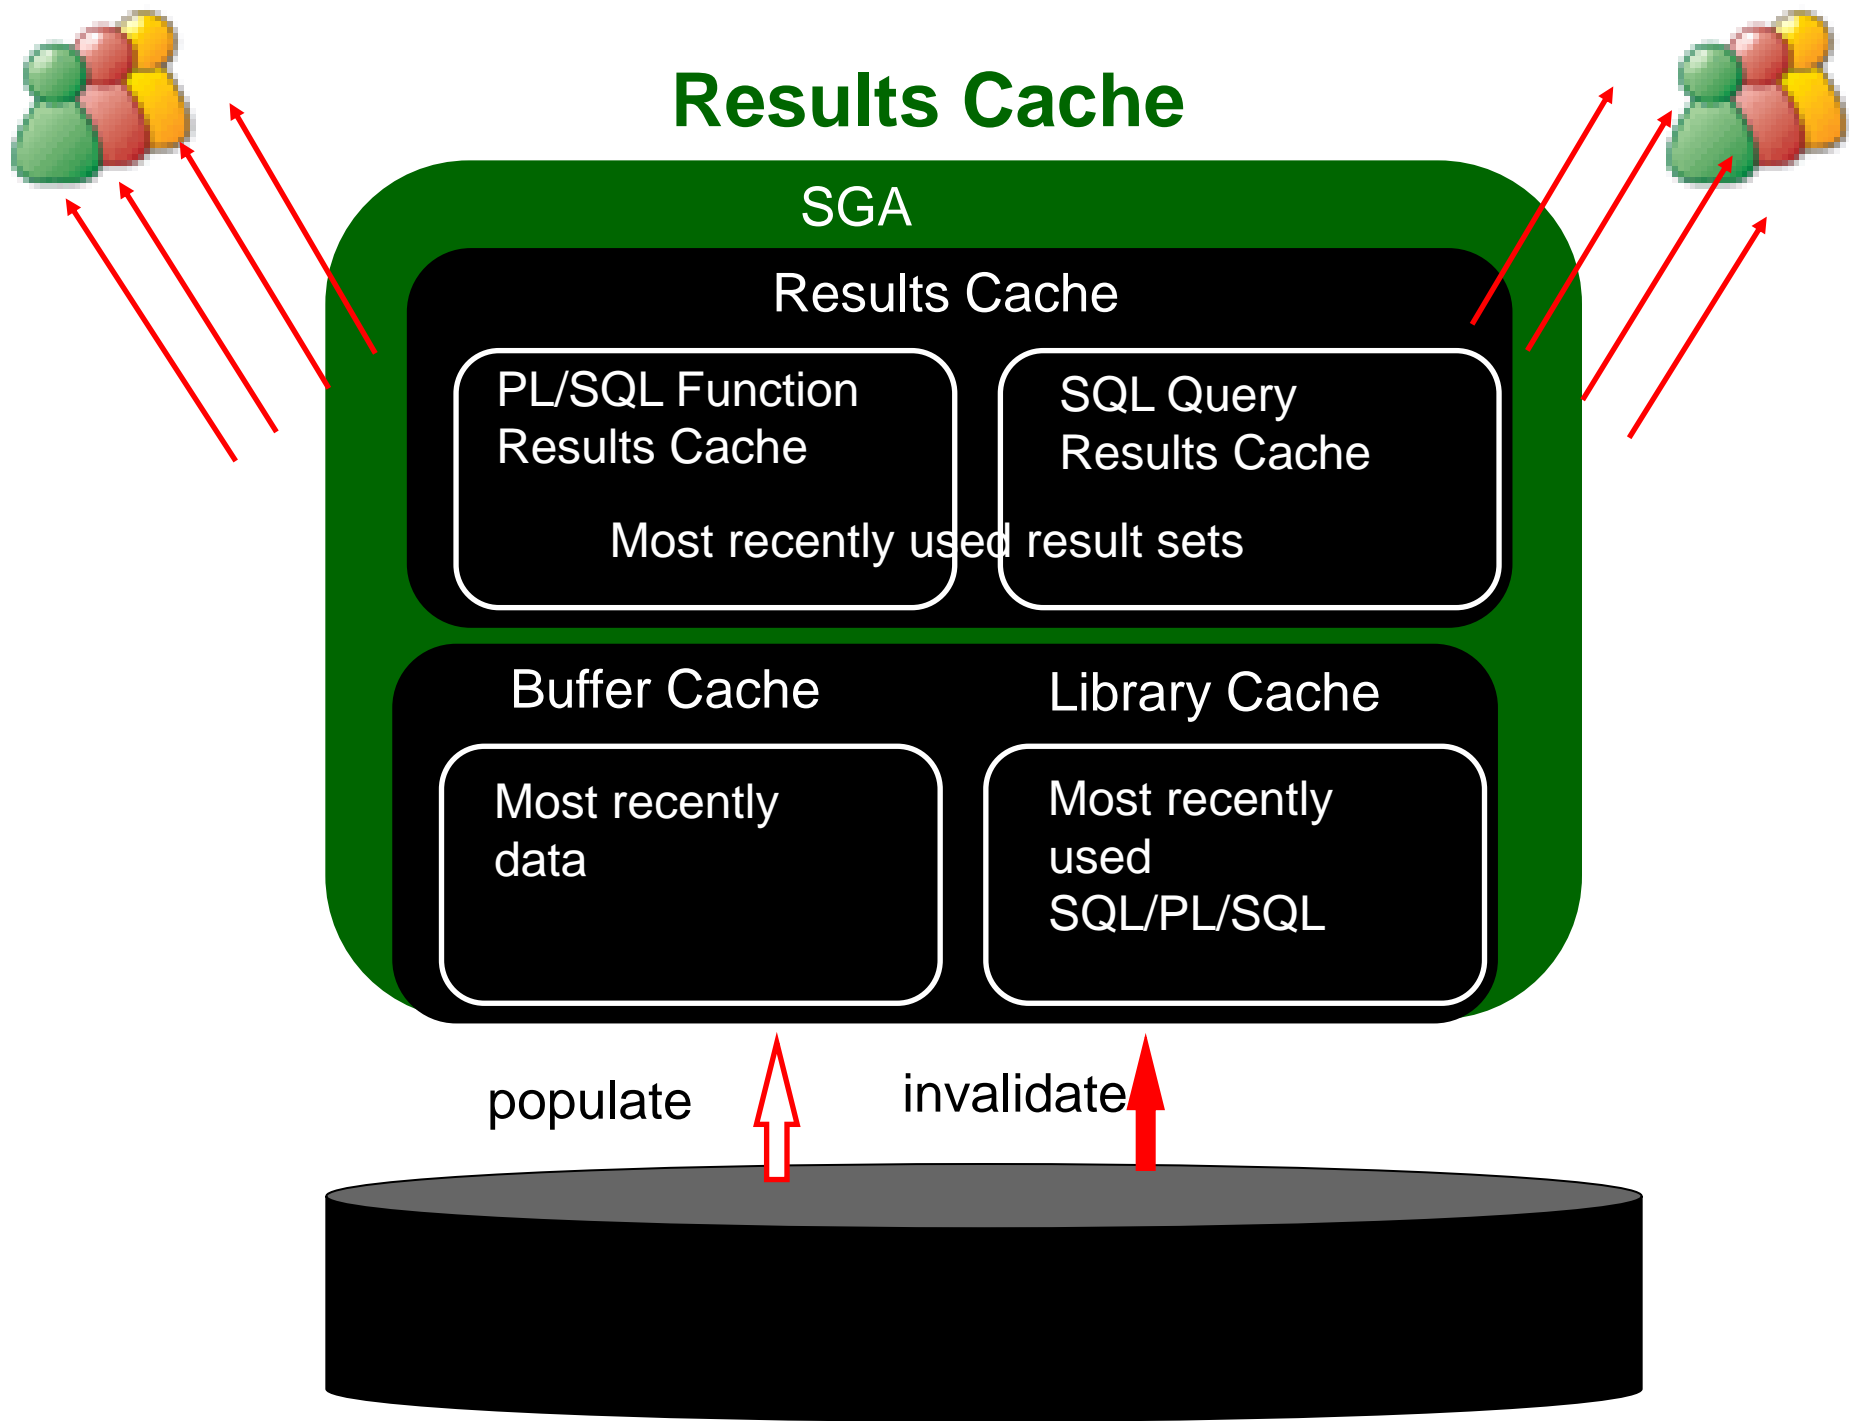 Results Cache
SGA
Results Cache
PL/SQL Function
Results Cache
SQL Query
Results Cache
Most recently used result sets
Buffer Cache
Library Cache
Most recently
data
Most recently
used
SQL/PL/SQL
populate
invalidate